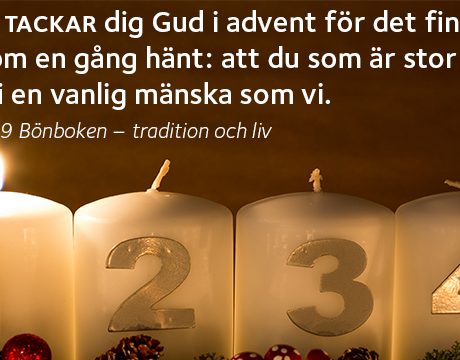 TACKAR dig Gud i advent för det fin
om en gång hänt: att du som är stor
i en vanlig mänska som vi.
9 Bönboken – tradition och liv
2 3 4